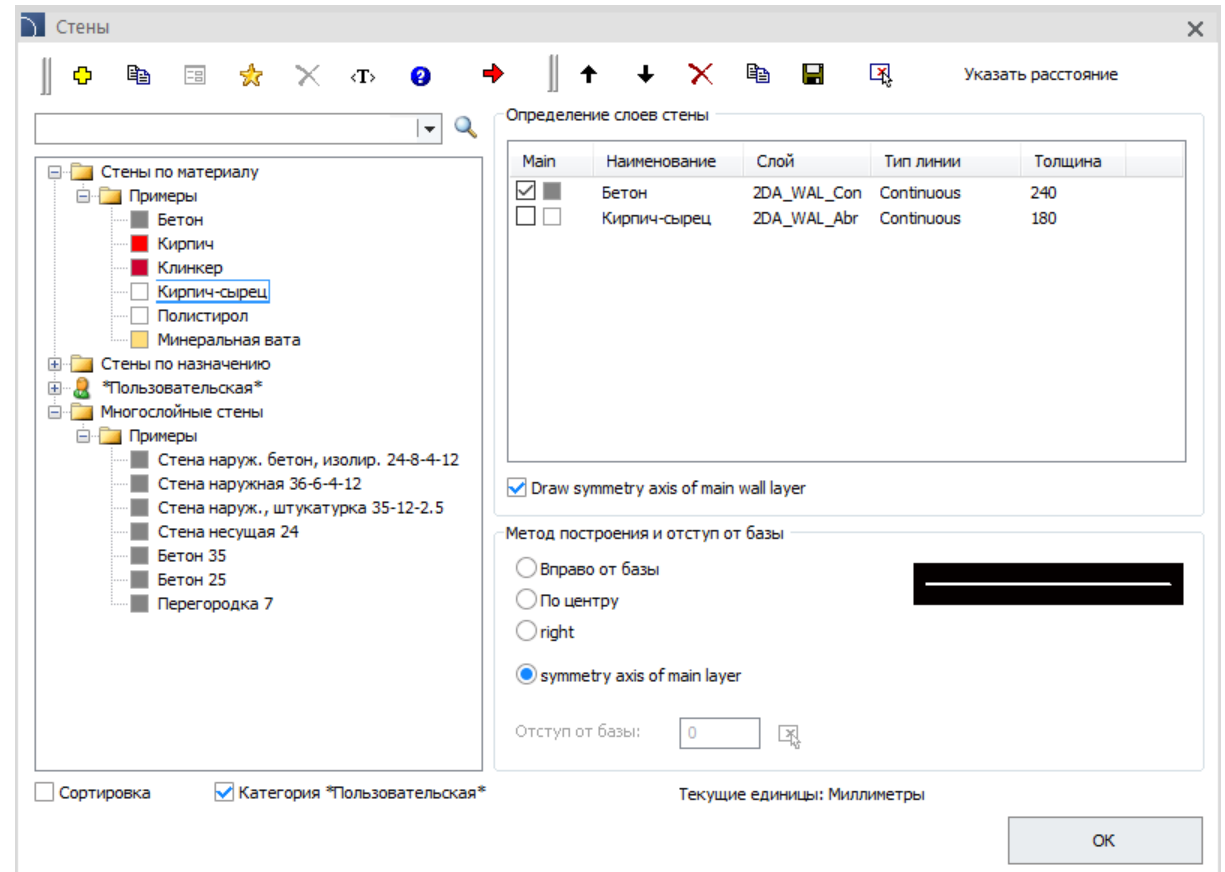 Стены
‹T›
?
Указать расстояние
Стены по материалу
Примеры
Бетон
Кирпич
Клинкер
Кирпич-сырец
Полистирол
Минеральная вата
Стены по назначению
*Пользовательская*
Многослойные стены
Примеры
Стена наруж. бетон, изолир. 24-8-4-12
Стена наружная 36-6-4-12
Стена наруж., штукатурка 35-12-2.5
Стена несущая 24
Бетон 35
Бетон 25
Перегородка 7
Сортировка
Категория *Пользовательская*
Определение слоев стены
Main Наименование Слой Тип линии Толщина
Бетон 2DA_WAL_Con Continuous 240
Кирпич-сырец 2DA_WAL_Abr Continuous 180
Draw symmetry axis of main wall layer
Метод построения и отступ от базы
Вправо от базы
По центру
right
symmetry axis of main layer
Отступ от базы: 0
Текущие единицы: Миллиметры
OK